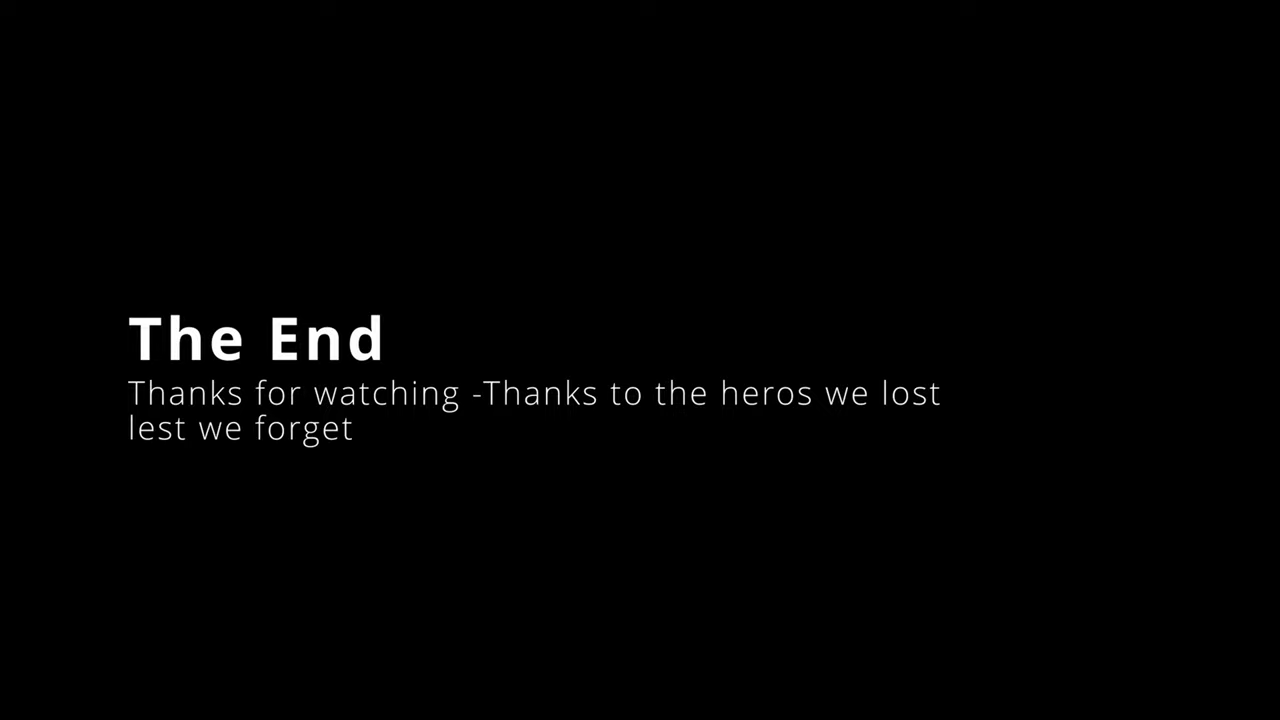 The End
Thanks for watching -Thanks to the heros we lost
lest we forget